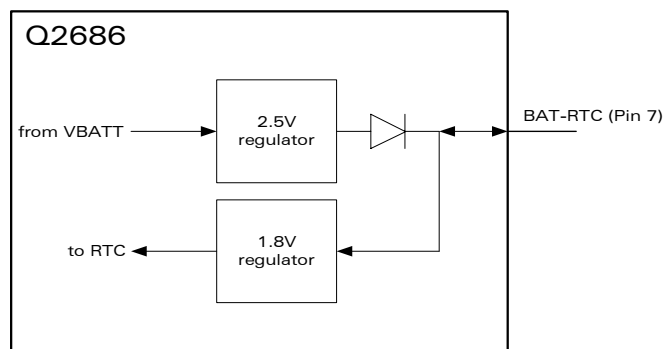 Q2686
from VBATT
2.5V
regulator
BAT-RTC (Pin 7)
to RTC
1.8V
regulator